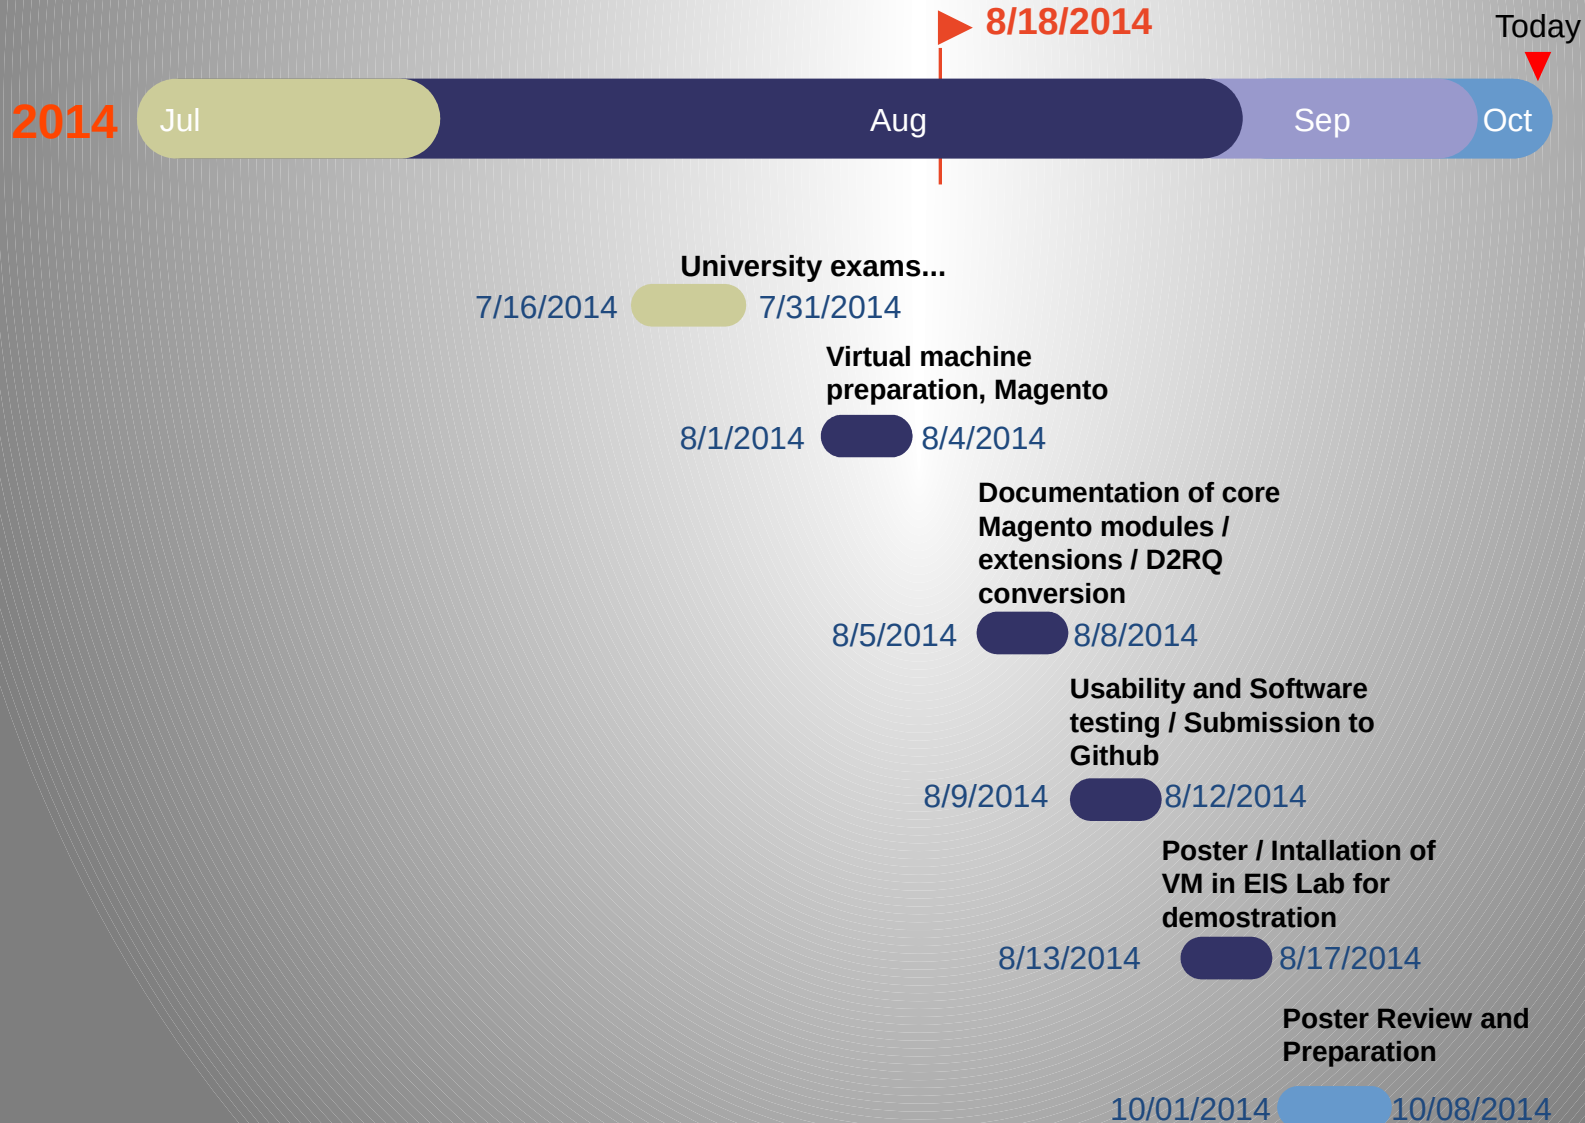 8/18/2014
Today
2014
Jul
Aug
Sep
Oct
University exams...
7/16/2014
7/31/2014
Virtual machine
preparation, Magento
8/1/2014
8/4/2014
Documentation of core
Magento modules /
extensions / D2RQ
conversion
8/5/2014
8/8/2014
Usability and Software
testing / Submission to
Github
8/9/2014
8/12/2014
Poster / Intallation of
VM in EIS Lab for
demostration
8/13/2014
8/17/2014
Poster Review and
Preparation
10/01/2014
10/08/2014